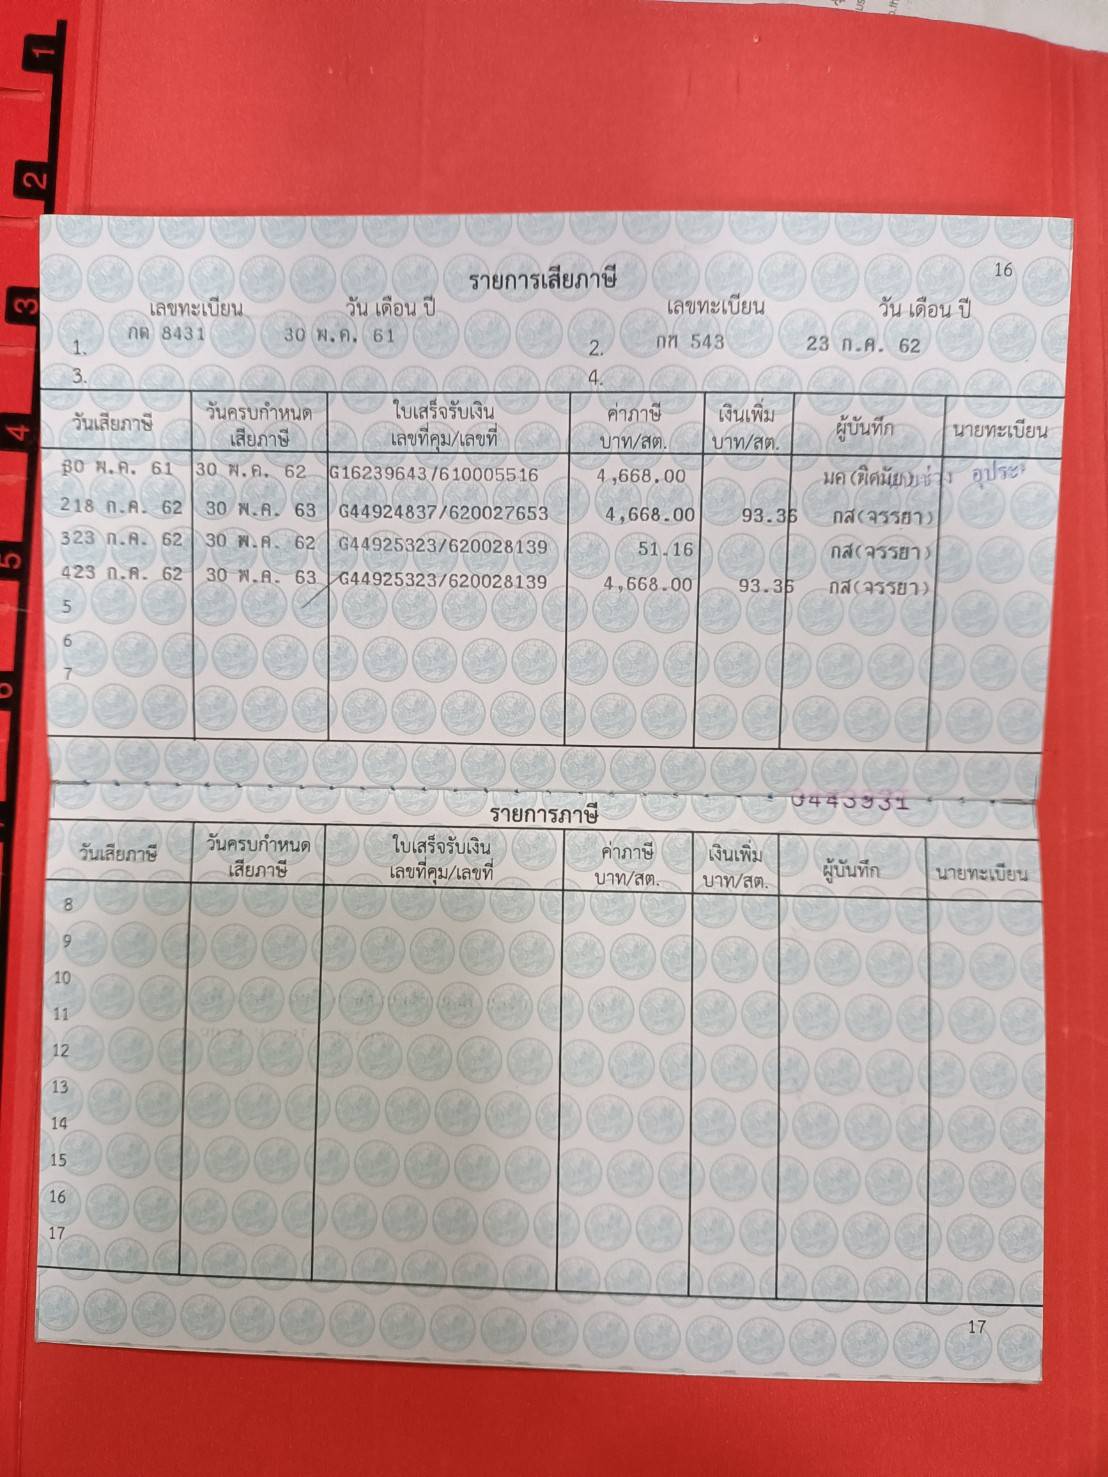 1
2
3
4
5
6
16
รายการเสียภาษี
เลขทะเบียน วัน เดือน ปี เลขทะเบียน วัน เดือน ปี
1. กต 8431 30 พ.ค. 61 2. กท 543 23 ก.ค. 62
3. 4.
วันเสียภาษี วันครบกำหนด เสียภาษี ใบเสร็จรับเงิน เลขที่คุม/เลขที่ ค่าภาษี บาท/สต. เงินเพิ่ม บาท/สต. ผู้บันทึก นายทะเบียน
30 พ.ค. 61 30 พ.ค. 62 G16239643/610005516 4,668.00
218 ก.ค. 62 30 พ.ค. 63 G44924837/620027653 4,668.00 93.36 กส(จรรยา)
323 ก.ค. 62 30 พ.ค. 62 G44925323/620028139 51.16 กส(จรรยา)
423 ก.ค. 62 30 พ.ค. 63 G44925323/620028139 4,668.00 93.36 กส(จรรยา)
5
6
7
0443931
รายการภาษี
วันเสียภาษี วันครบกำหนด เสียภาษี ใบเสร็จรับเงิน เลขที่คุม/เลขที่ ค่าภาษี บาท/สต. เงินเพิ่ม บาท/สต. ผู้บันทึก นายทะเบียน
8
9
10
11
12
13
14
15
16
17
17